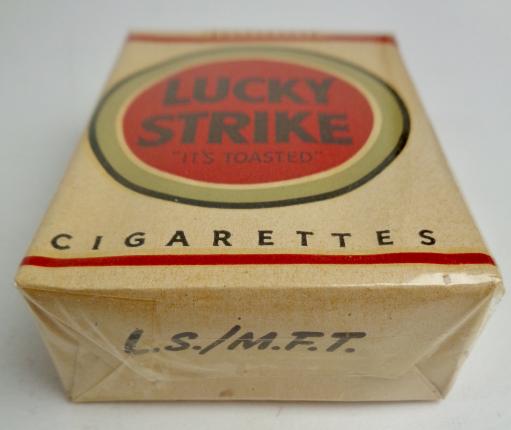 LUCKY
STRIKE
"IT'S TOASTED"
CIGARETTES
L.S./M.F.T.